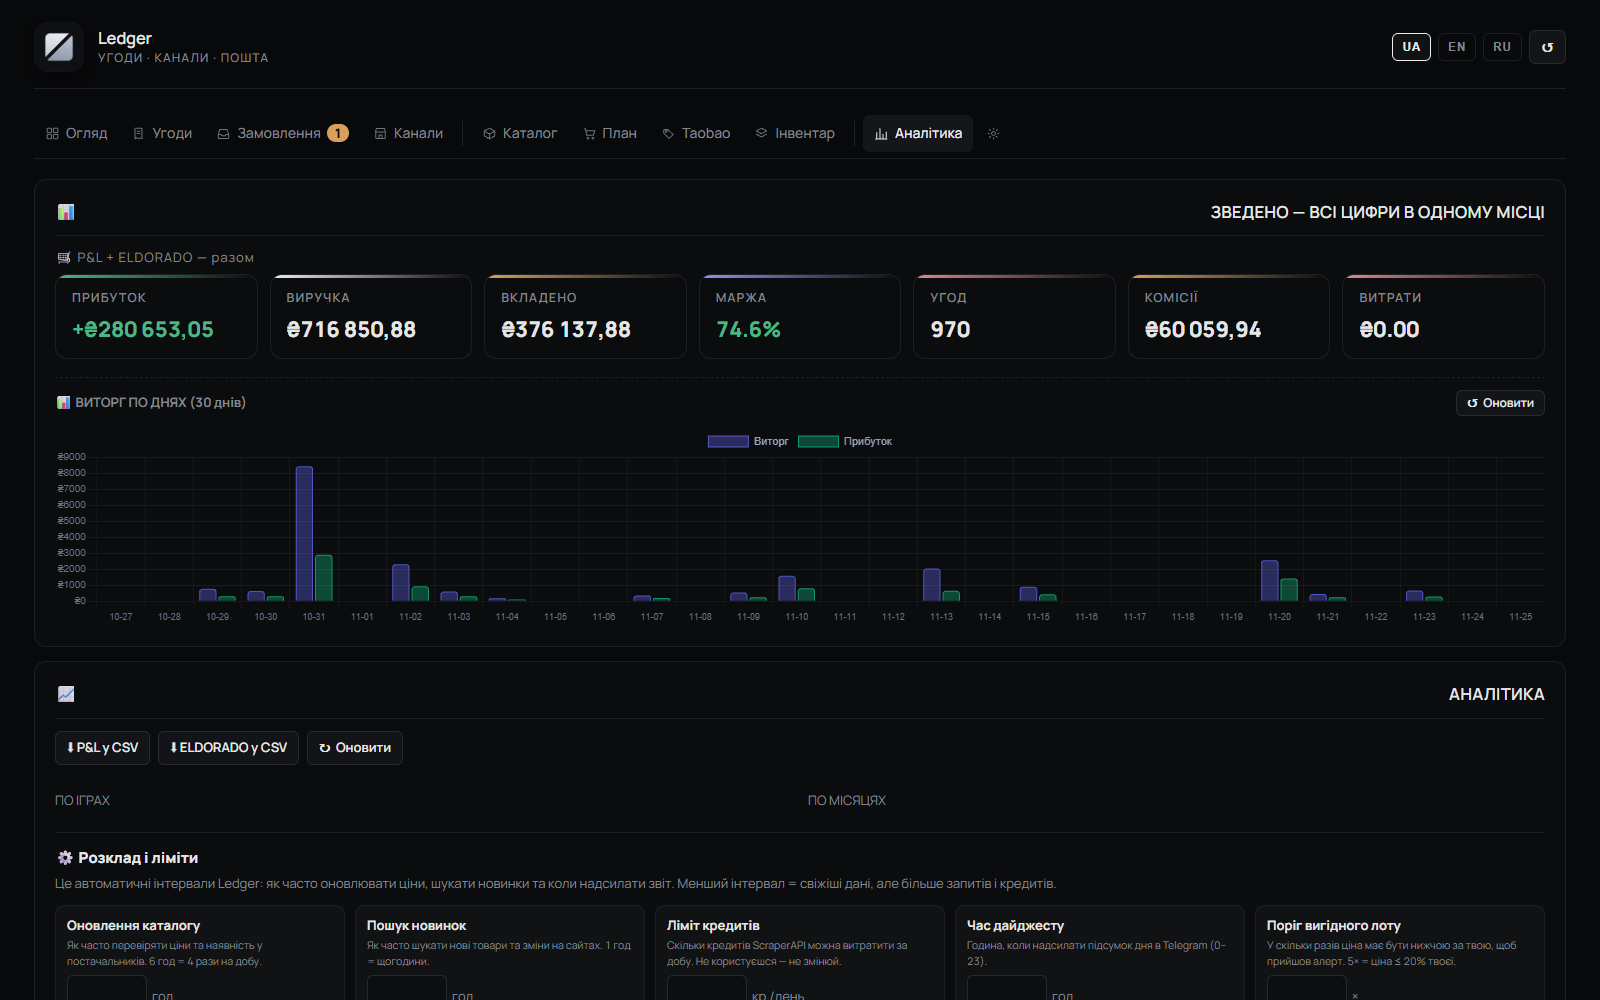 Ledger
УГОДИ · КАНАЛИ · ПОШТА
UA EN RU
Огляд Угоди Замовлення 1 Канали Каталог План Taobao Інвентар Аналітика
ЗВЕДЕНО — ВСІ ЦИФРИ В ОДНОМУ МІСЦІ
P&L + ELDORADO — разом
ПРИБУТОК ВИРУЧКА ВКЛАДЕНО МАРЖА УГОД КОМІСІЇ ВИТРАТИ
+₴280 653,05 ₴716 850,88 ₴376 137,88 74.6% 970 ₴60 059,94 ₴0.00
ВИТОРГ ПО ДНЯХ (30 днів) Оновити
Виторг Прибуток
₴9000
₴8000
₴7000
₴6000
₴5000
₴4000
₴3000
₴2000
₴1000
₴0
10-27 10-28 10-29 10-30 10-31 11-01 11-02 11-03 11-04 11-05 11-06 11-07 11-08 11-09 11-10 11-11 11-12 11-13 11-14 11-15 11-16 11-17 11-18 11-19 11-20 11-21 11-22 11-23 11-24 11-25
АНАЛІТИКА
⬇ P&L у CSV ⬇ ELDORADO у CSV ↻ Оновити
ПО ІГРАХ ПО МІСЯЦЯХ
Розклад і ліміти
Це автоматичні інтервали Ledger: як часто оновлювати ціни, шукати новинки та коли надсилати звіт. Менший інтервал = свіжіші дані, але більше запитів і кредитів.
Оновлення каталогу
Як часто перевіряти ціни та наявність у
постачальників. 6 год = 4 рази на добу.
год
Пошук новинок
Як часто шукати нові товари та зміни на сайтах. 1 год
= щогодини.
год
Ліміт кредитів
Скільки кредитів ScraperAPI можна витратити за
добу. Не користуєшся — не змінюй.
кр./день
Час дайджесту
Година, коли надсилати підсумок дня в Telegram (0–
23).
год
Поріг вигідного лоту
У скільки разів ціна має бути нижчою за твою, щоб
прийшов алерт. 5× = ціна ≤ 20% твоєї.
×